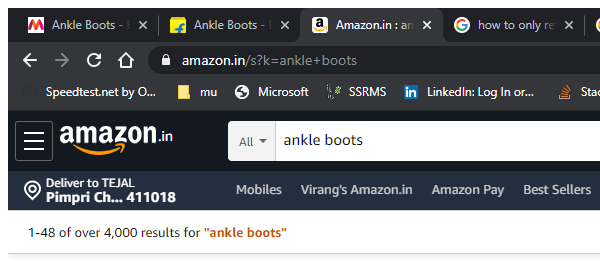 Ankle Boots - Ankle Boots - Amazon.in : an how to only re
amazon.in/s?k=ankle+boots
Speedtest.net by O... mu Microsoft SSRMS LinkedIn: Log In or... Stac
amazon.in All ankle boots
Deliver to TEJAL
Pimpri Ch... 411018 Mobiles Virang's Amazon.in Amazon Pay Best Sellers
1-48 of over 4,000 results for "ankle boots"